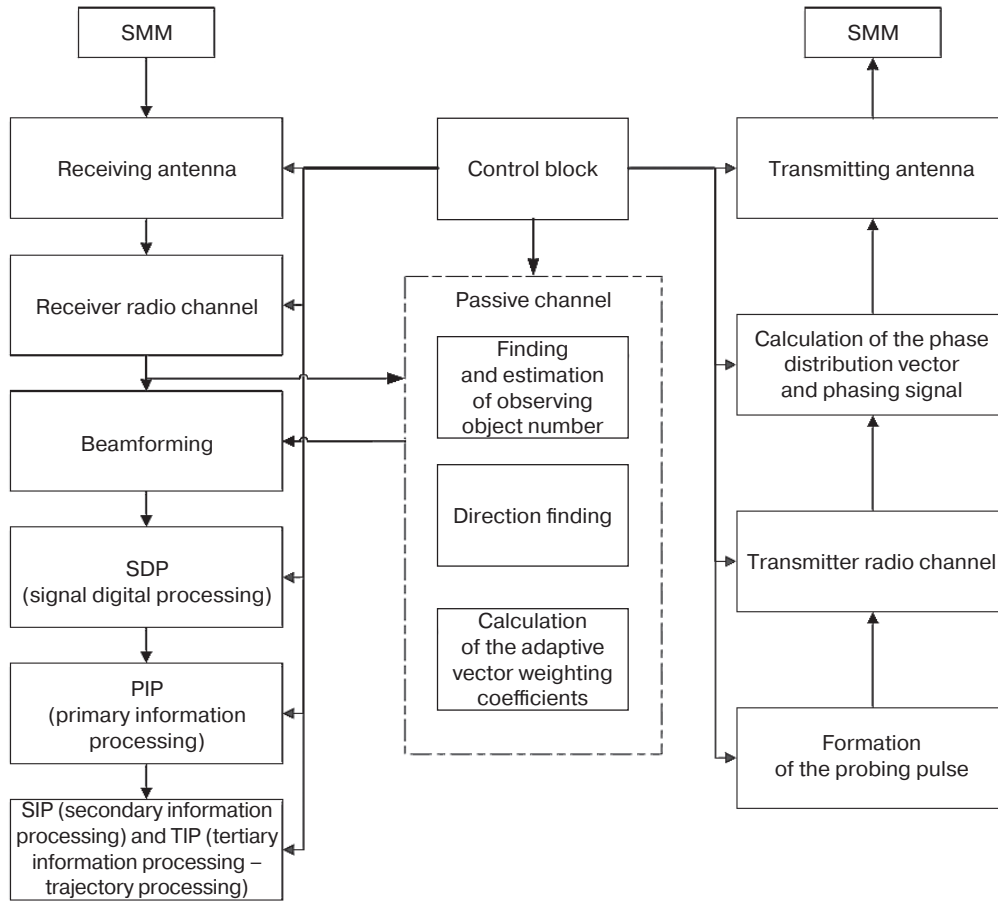 SMM
Receiving antenna
Receiver radio channel
Beamforming
SDP
(signal digital processing)
PIP
(primary information
processing)
SIP (secondary information
processing) and TIP (tertiary
information processing –
trajectory processing)
Control block
Passive channel
Finding
and estimation
of observing
object number
Direction finding
Calculation
of the adaptive
vector weighting
coefficients
SMM
Transmitting antenna
Calculation of the phase
distribution vector
and phasing signal
Transmitter radio channel
Formation
of the probing pulse